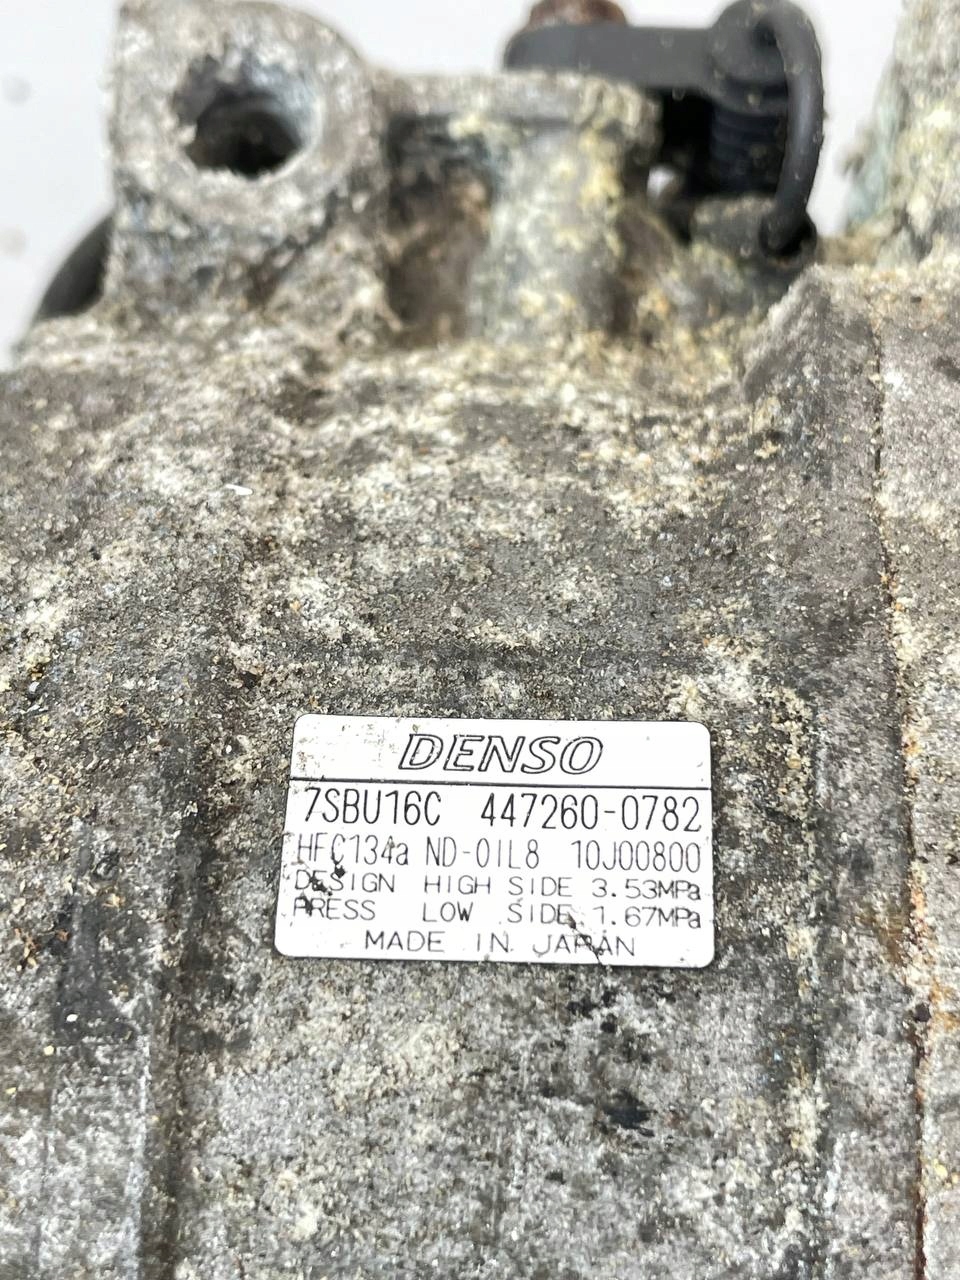 DENSO
7SBU16C 447260-0782
HFC134a ND-OIL8 10J00800
DESIGN HIGH SIDE 3.53MPa
PRESS LOW SIDE 1.67MPa
MADE IN JAPAN